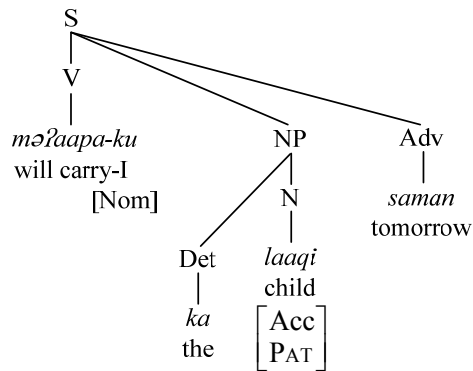 S
V
məʔaapa-ku
will carry-I
[Nom]
NP
Adv
saman
tomorrow
N
Det
laaqi
child
ka
the
[Acc
PAT]